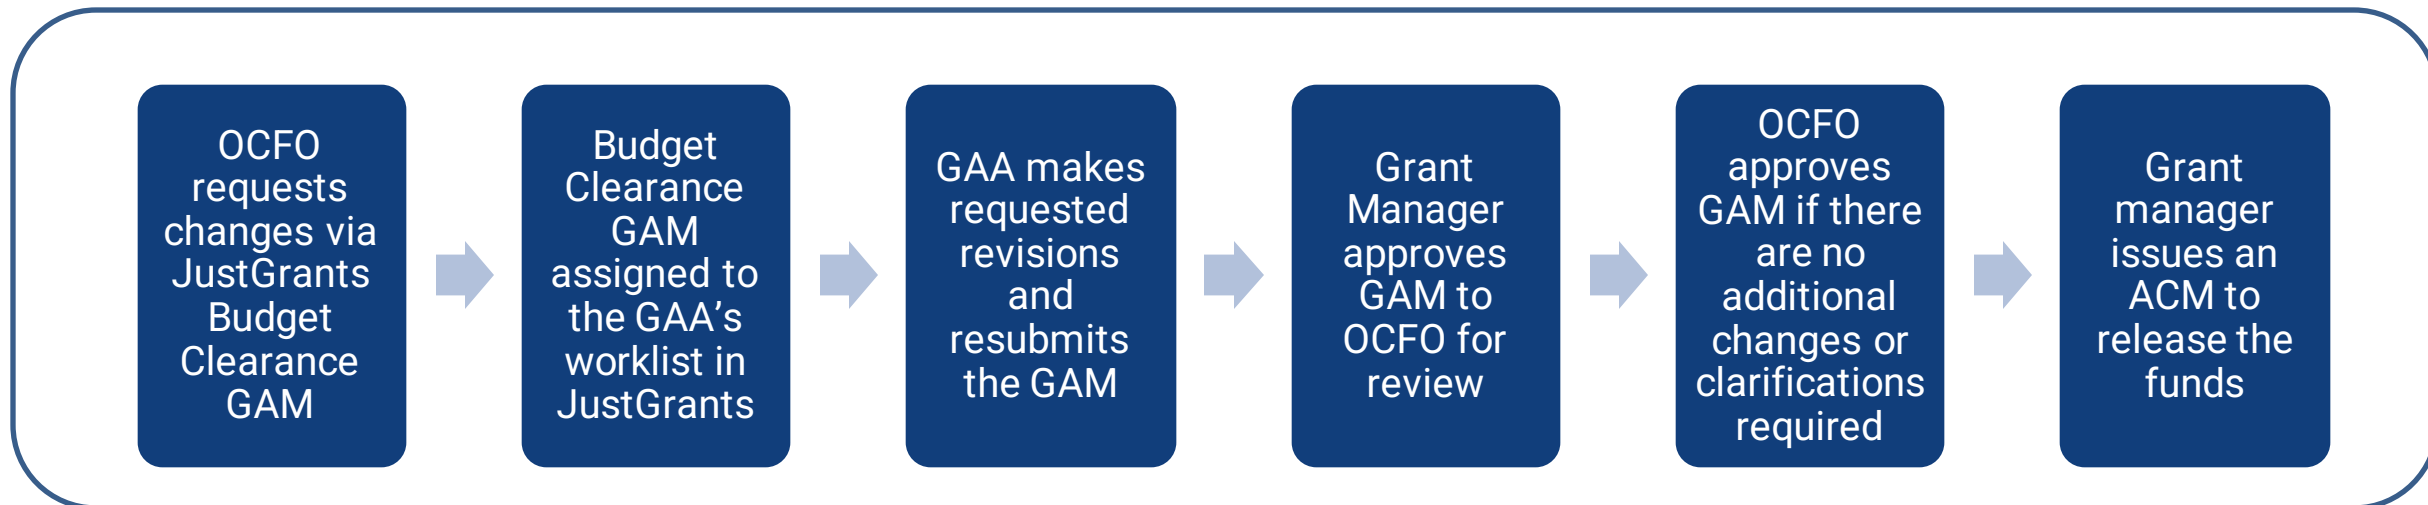 OCFO
requests
changes via
JustGrants
Budget
Clearance
GAM
Budget
Clearance
GAM
assigned to
the GAA’s
worklist in
JustGrants
GAA makes
requested
revisions
and
resubmits
the GAM
Grant
Manager
approves
GAM to
OCFO for
review
OCFO
approves
GAM if there
are no
additional
changes or
clarifications
required
Grant
manager
issues an
ACM to
release the
funds